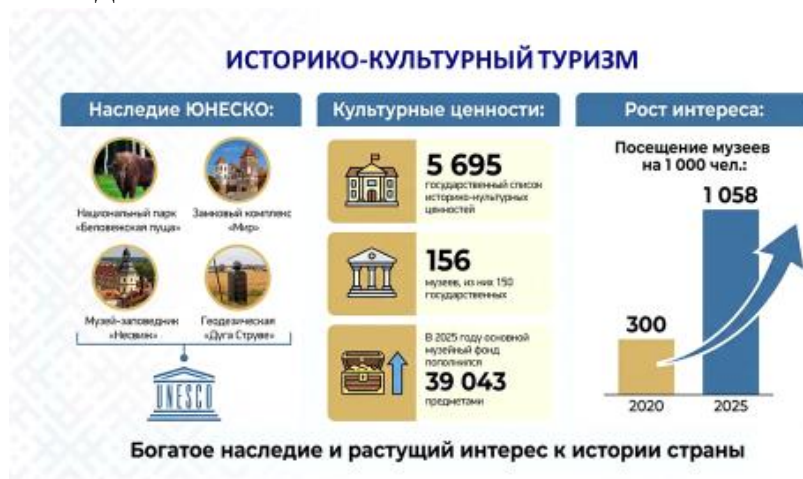 ИСТОРИКО-КУЛЬТУРНЫЙ ТУРИЗМ
Наследие ЮНЕСКО:
Национальный парк
«Беловежская пуща»
Замковый комплекс
«Мир»
Музей-заповедник
«Несвиж»
Геодезическая
«Дуга Струве»
UNESCO
Культурные ценности:
5 695
государственный список
историко-культурных
ценностей
156
музеев, из них 150
государственных
В 2025 году основной
музейный фонд
пополнился
39 043
предметами
Рост интереса:
Посещение музеев
на 1 000 чел.:
1 058
300
2020
2025
Богатое наследие и растущий интерес к истории страны